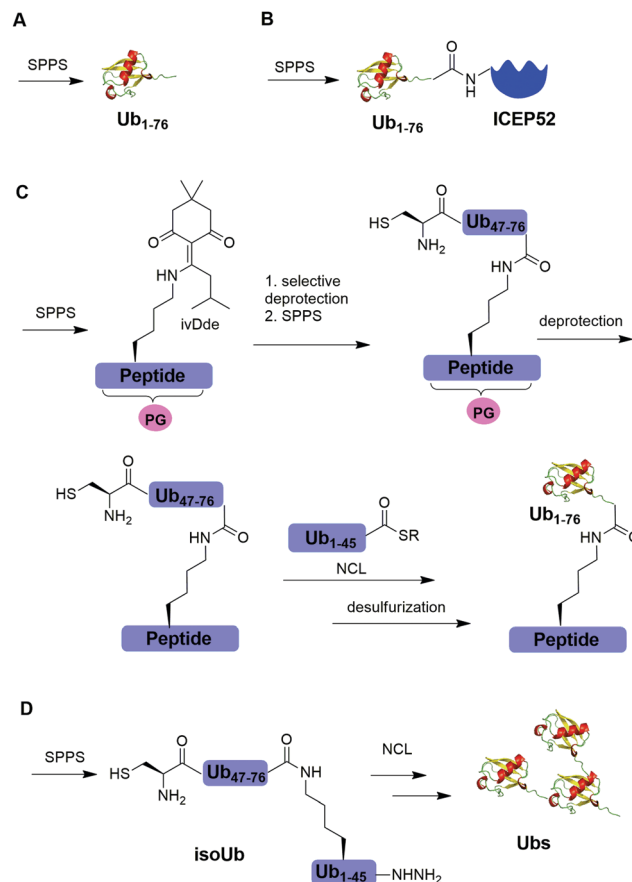 A
SPPS
Ub1-76
B
SPPS
O
N
H
Ub1-76
ICEP52
C
SPPS
O
O
HN
ivDde
Peptide
PG
1. selective
deprotection
2. SPPS
O
HS
NH2
Ub47-76
HN
O
Peptide
PG
deprotection
O
HS
NH2
Ub47-76
HN
O
Peptide
Ub1-45
O
SR
NCL
desulfurization
Ub1-76
HN
O
Peptide
D
SPPS
O
HS
NH2
Ub47-76
O
NH
isoUb
Ub1-45
NHNH2
NCL
Ubs